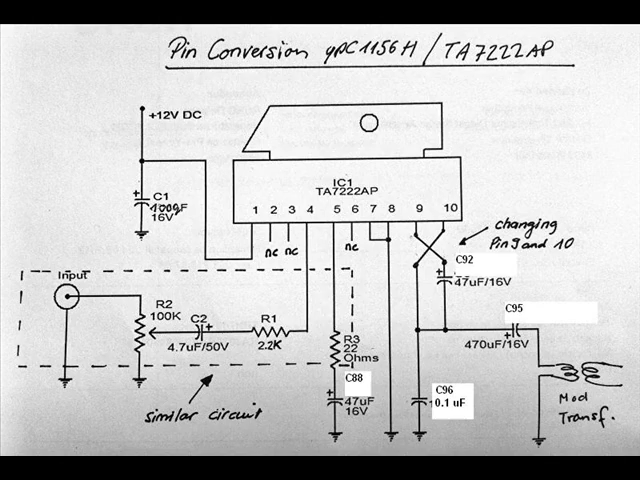 Pin Conversion µPC1156H / TA7222AP
+12V DC
IC1
TA7222AP
1 2 3 4 5 6 7 8 9 10
C1
1000µF
16V
nc nc nc
changing
Pin 9 and 10
C92
47uF/16V
Input
R2
100K
C2
4.7uF/50V
R1
2.2K
R3
22
Ohms
C95
470uF/16V
C88
47uF
16V
C96
0.1 uF
similar circuit
Mod
Transf.